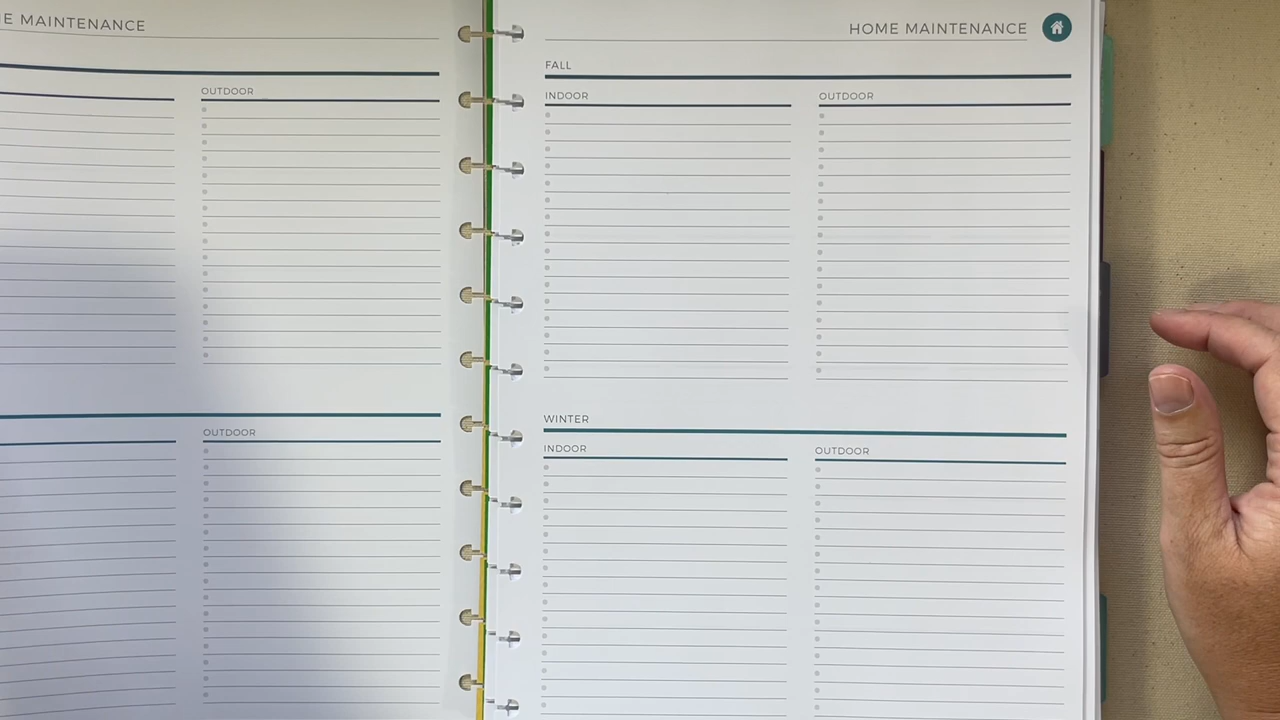 E MAINTENANCE
OUTDOOR
OUTDOOR
HOME MAINTENANCE
FALL
INDOOR
OUTDOOR
WINTER
INDOOR
OUTDOOR